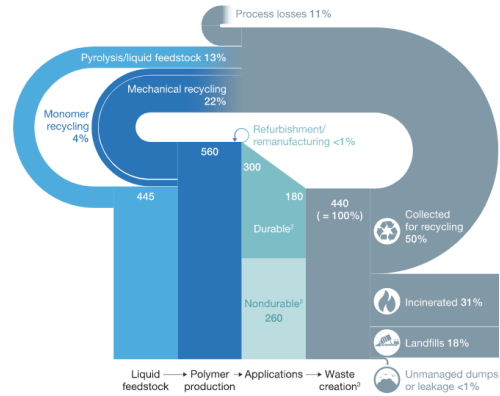 Process losses 11%
Pyrolysis/liquid feedstock 13%
Mechanical recycling
22%
Monomer
recycling
4%
Refurbishment/
remanufacturing <1%
560
300
445
180
440
( = 100%)
Durable²
Collected
for recycling
50%
Nondurable²
260
Incinerated 31%
Landfills 18%
Liquid
feedstock
Polymer
production
Applications
Waste
creation³
Unmanaged dumps
or leakage <1%